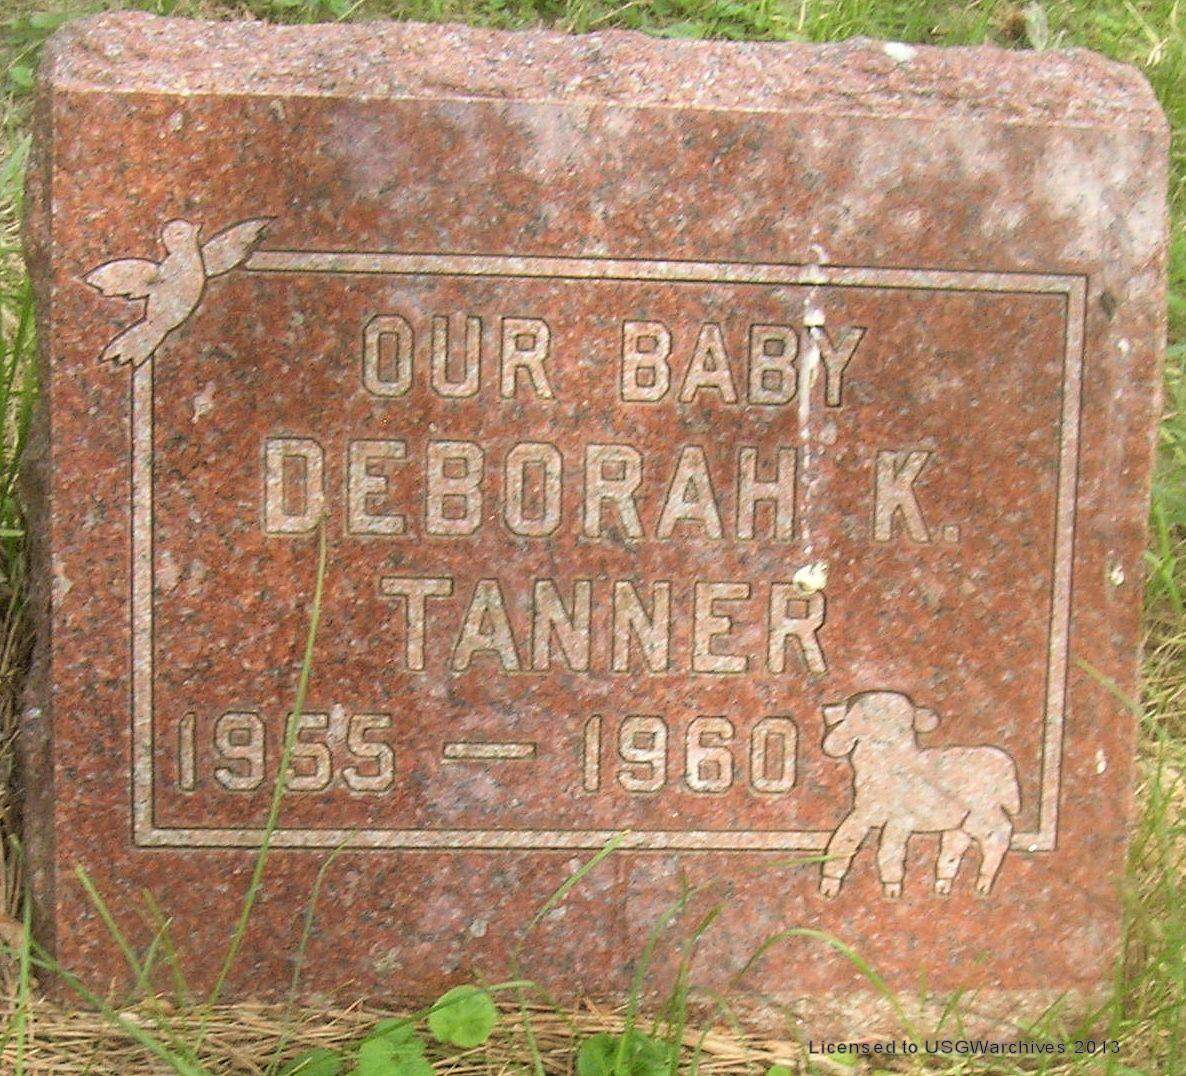 OUR BABY
DEBORAH K.
TANNER
1955 — 1960
Licensed to USGWarchives 2013